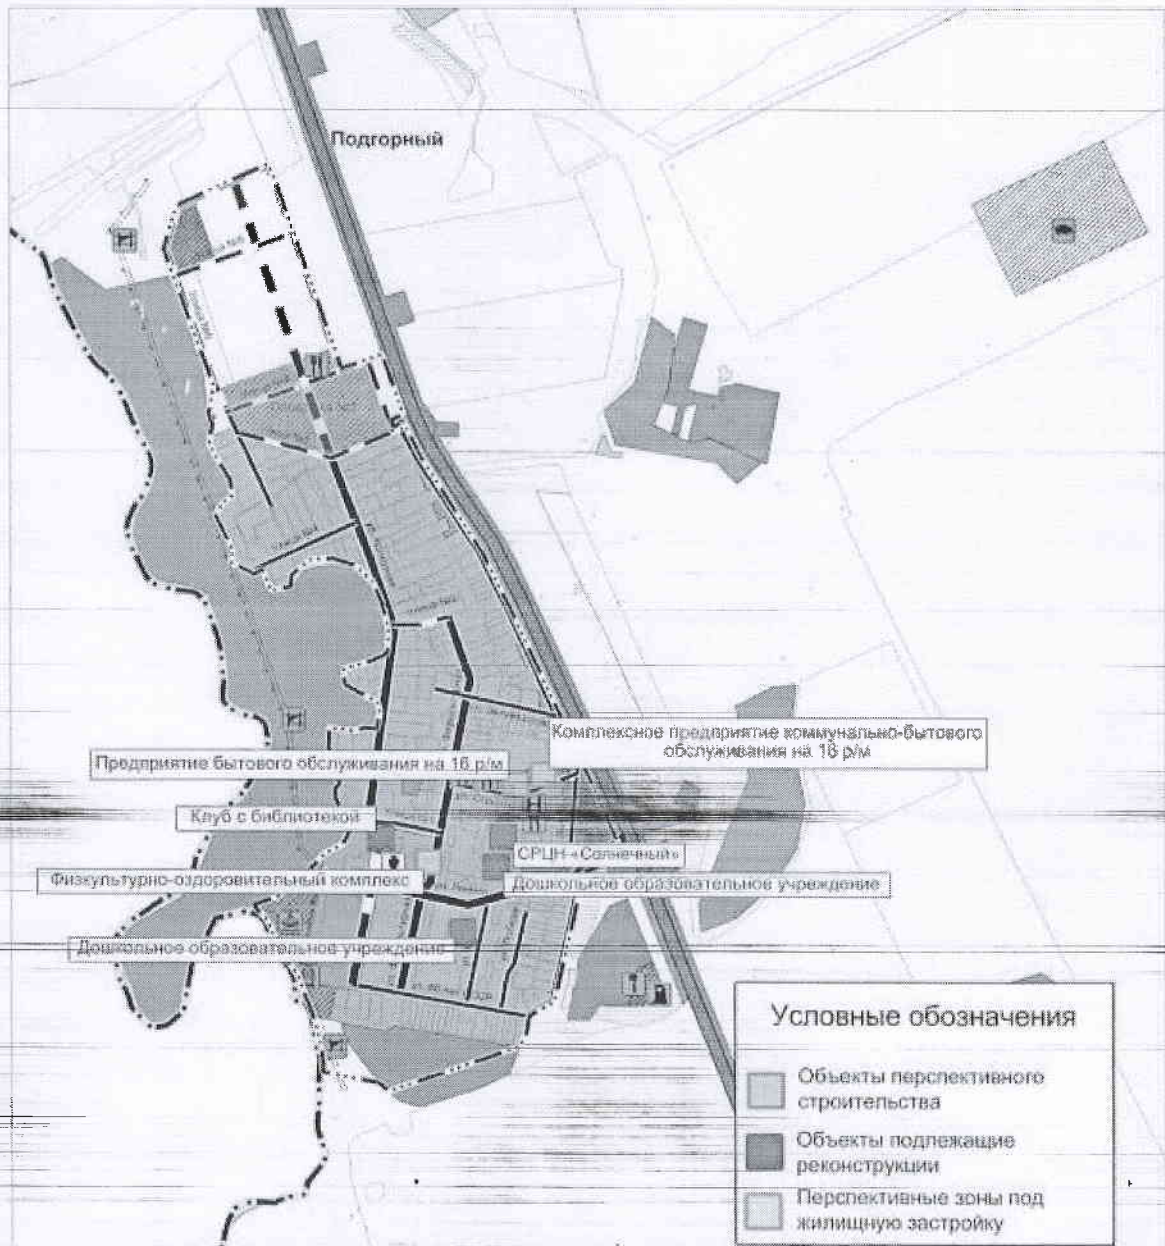 Подгорный
Комплексное предприятие коммунально-бытового
обслуживания на 16 р/м
Предприятие бытового обслуживания на 16 р/м
Клуб с библиотекой
СРЦН «Солнечный»
Физкультурно-оздоровительный комплекс
Дошкольное образовательное учреждение
Дошкольное образовательное учреждение
Условные обозначения
Объекты перспективного
строительства
Объекты подлежащие
реконструкции
Перспективные зоны под
жилищную застройку